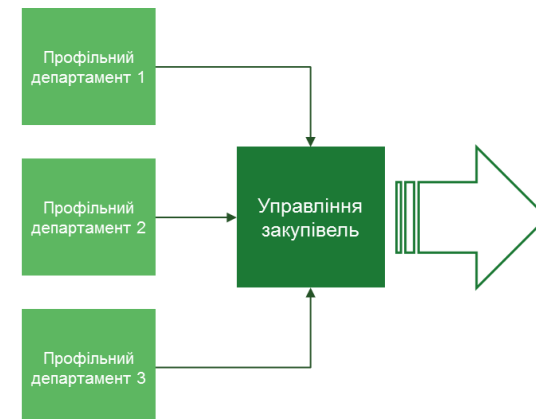 Профільний
департамент 1
Профільний
департамент 2
Управління
закупівель
Профільний
департамент 3